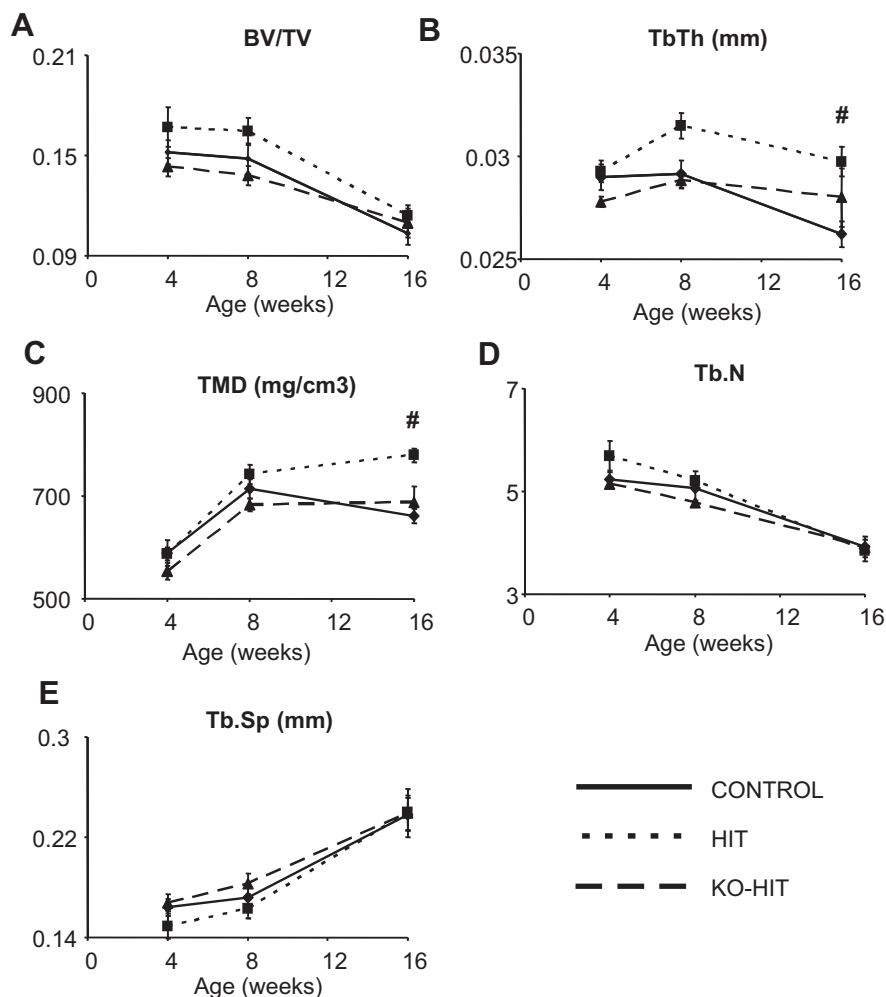 A
BV/TV
0.21
0.15
0.09
0 4 8 12 16
Age (weeks)
B
TbTh (mm)
0.035
#
0.03
0.025
0 4 8 12 16
Age (weeks)
C
TMD (mg/cm3)
900
#
700
500
0 4 8 12 16
Age (weeks)
D
Tb.N
7
5
3
0 4 8 12 16
Age (weeks)
E
Tb.Sp (mm)
0.3
0.22
0.14
0 4 8 12 16
Age (weeks)
CONTROL
HIT
KO-HIT